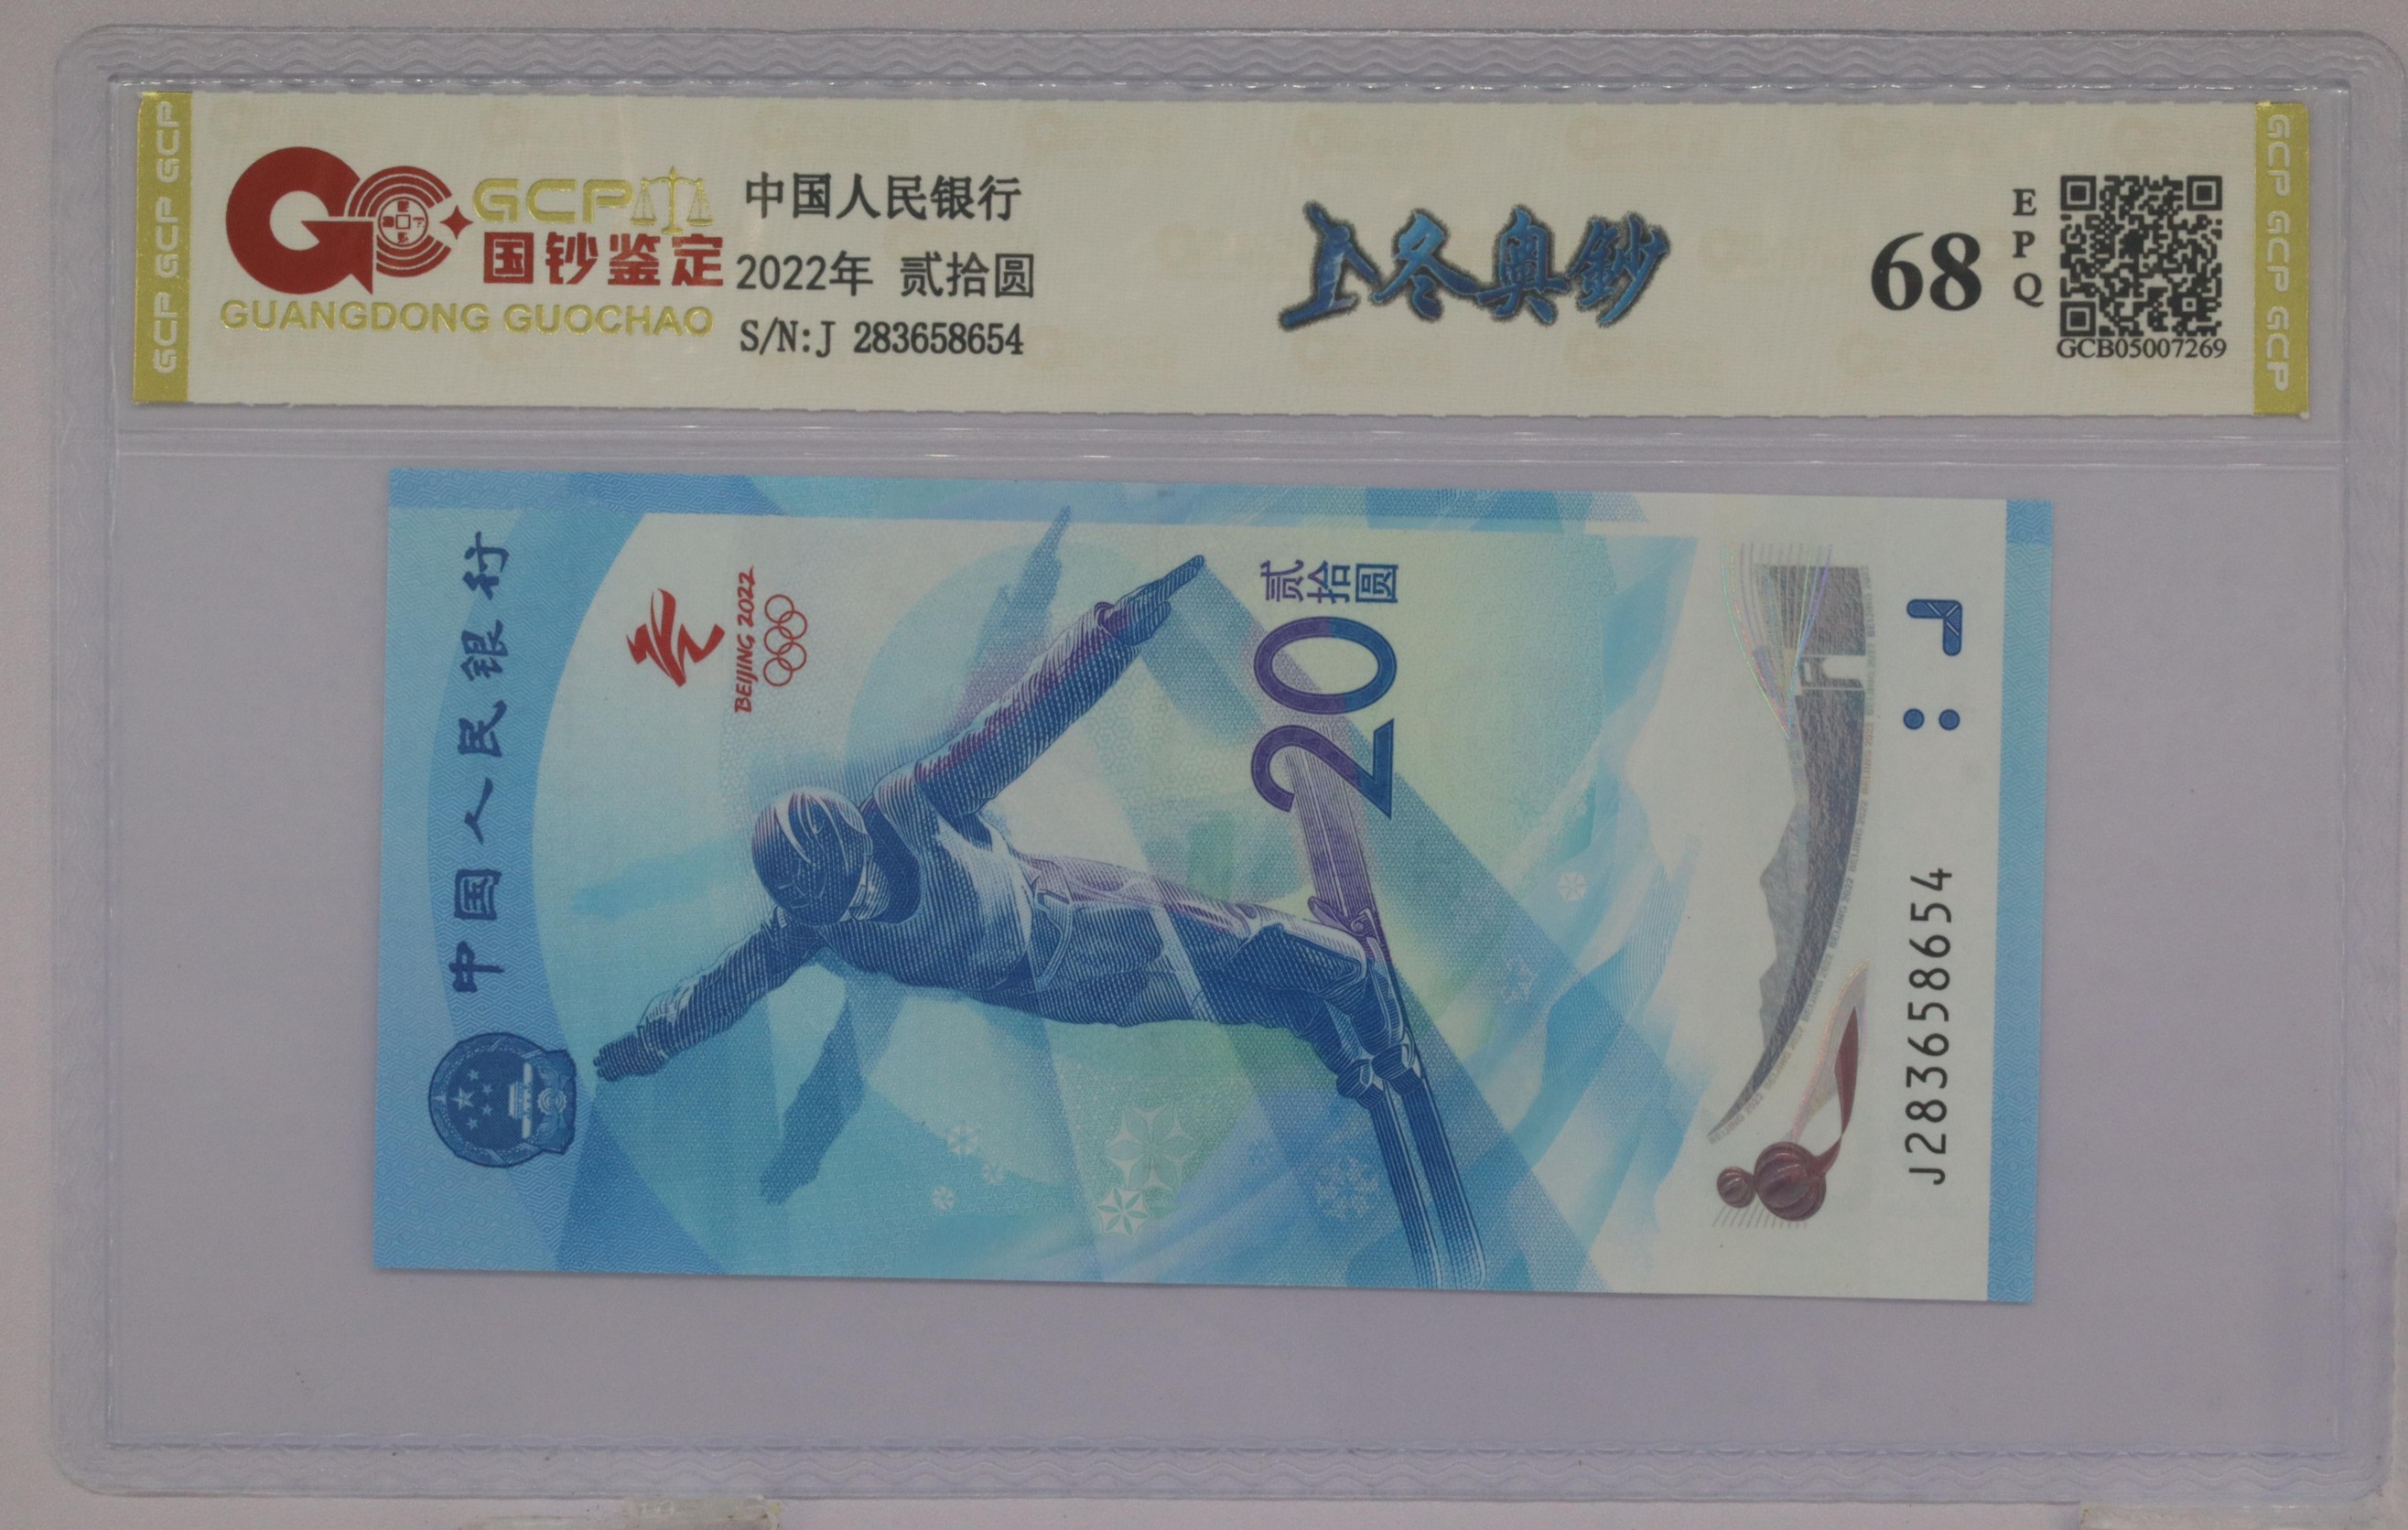 GCP
国钞鉴定
GUANGDONG GUOCHAO
中国人民银行
2022年 贰拾圆
S/N:J 283658654
冬奥鈔
68
EPQ
GCB05007269
GCP GCP GCP
GCP GCP GCP
中国人民银行
BEIJING 2022
贰拾圆
20
J283658654